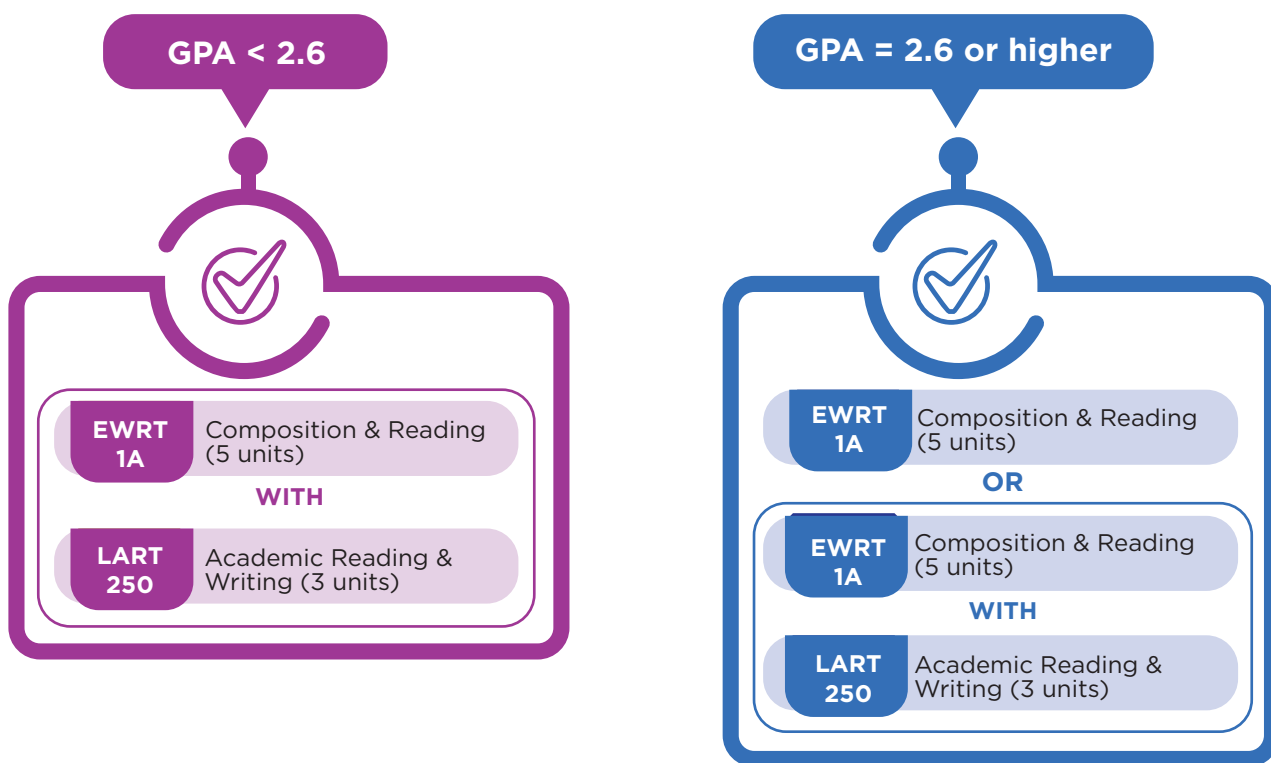 GPA < 2.6
EWRT
1A
Composition & Reading
(5 units)
WITH
LART
250
Academic Reading &
Writing (3 units)
GPA = 2.6 or higher
EWRT
1A
Composition & Reading
(5 units)
OR
EWRT
1A
Composition & Reading
(5 units)
WITH
LART
250
Academic Reading &
Writing (3 units)